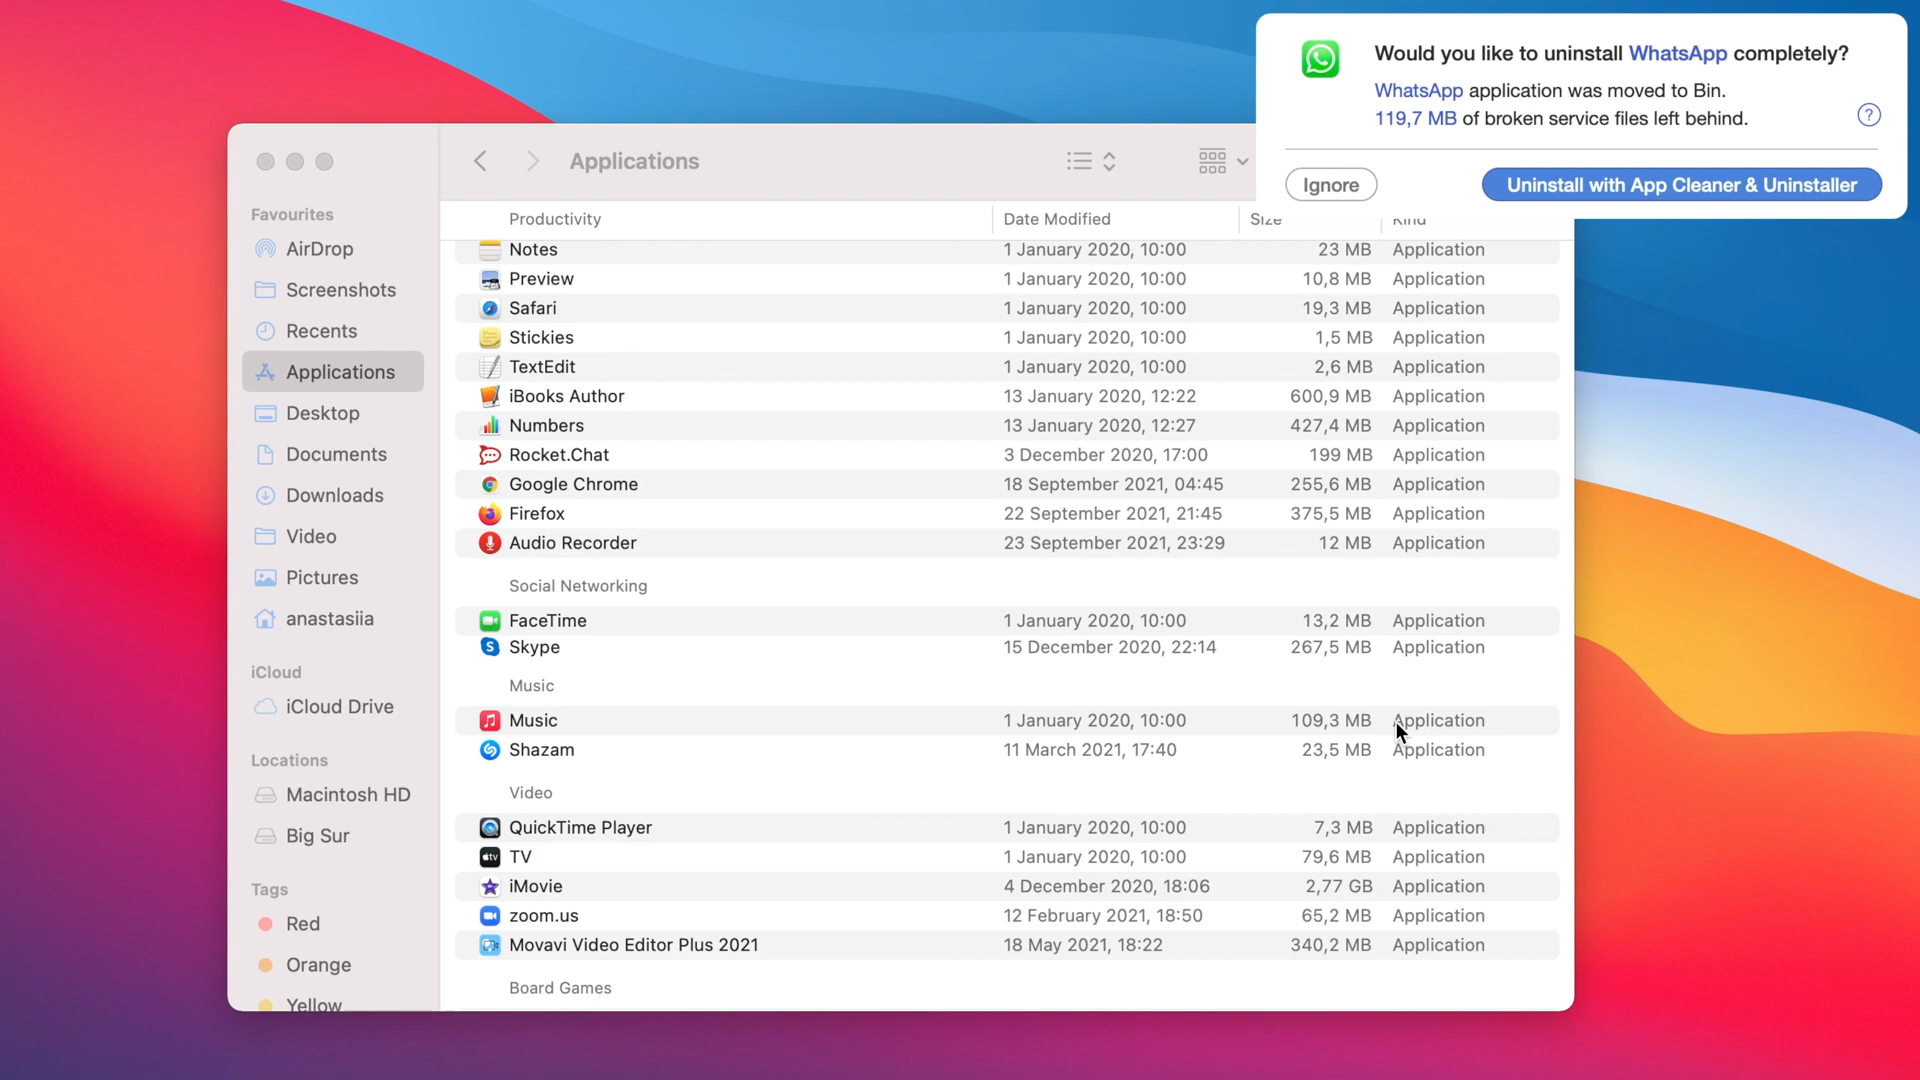 Would you like to uninstall WhatsApp completely?
WhatsApp application was moved to Bin.
119,7 MB of broken service files left behind.
?
Ignore
Uninstall with App Cleaner & Uninstaller
Applications
Favourites
AirDrop
Screenshots
Recents
Applications
Desktop
Documents
Downloads
Video
Pictures
anastasiia
iCloud
iCloud Drive
Locations
Macintosh HD
Big Sur
Tags
Red
Orange
Yellow
Productivity Date Modified Size Kind
Notes 1 January 2020, 10:00 23 MB Application
Preview 1 January 2020, 10:00 10,8 MB Application
Safari 1 January 2020, 10:00 19,3 MB Application
Stickies 1 January 2020, 10:00 1,5 MB Application
TextEdit 1 January 2020, 10:00 2,6 MB Application
iBooks Author 13 January 2020, 12:22 600,9 MB Application
Numbers 13 January 2020, 12:27 427,4 MB Application
Rocket.Chat 3 December 2020, 17:00 199 MB Application
Google Chrome 18 September 2021, 04:45 255,6 MB Application
Firefox 22 September 2021, 21:45 375,5 MB Application
Audio Recorder 23 September 2021, 23:29 12 MB Application
Social Networking
FaceTime 1 January 2020, 10:00 13,2 MB Application
Skype 15 December 2020, 22:14 267,5 MB Application
Music
Music 1 January 2020, 10:00 109,3 MB Application
Shazam 11 March 2021, 17:40 23,5 MB Application
Video
QuickTime Player 1 January 2020, 10:00 7,3 MB Application
TV 1 January 2020, 10:00 79,6 MB Application
iMovie 4 December 2020, 18:06 2,77 GB Application
zoom.us 12 February 2021, 18:50 65,2 MB Application
Movavi Video Editor Plus 2021 18 May 2021, 18:22 340,2 MB Application
Board Games